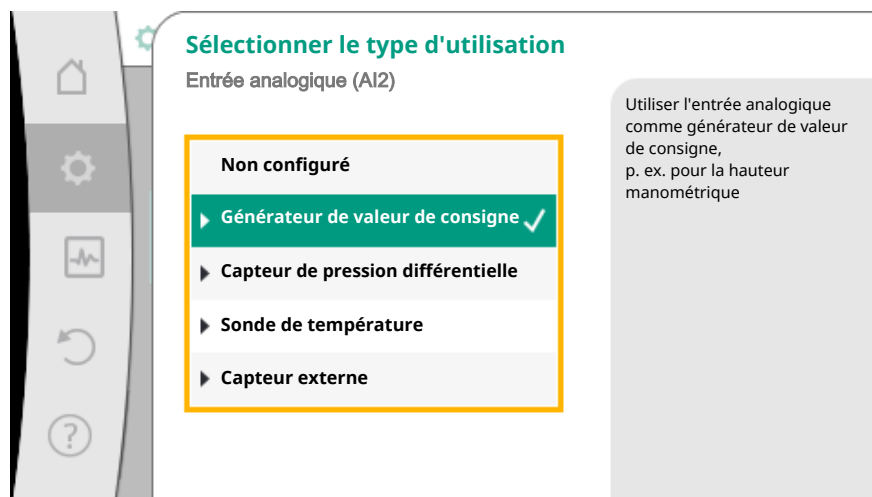 Sélectionner le type d'utilisation
Entrée analogique (AI2)
Non configuré
Générateur de valeur de consigne
Capteur de pression différentielle
Sonde de température
Capteur externe
Utiliser l'entrée analogique
comme générateur de valeur
de consigne,
p. ex. pour la hauteur
manométrique
?